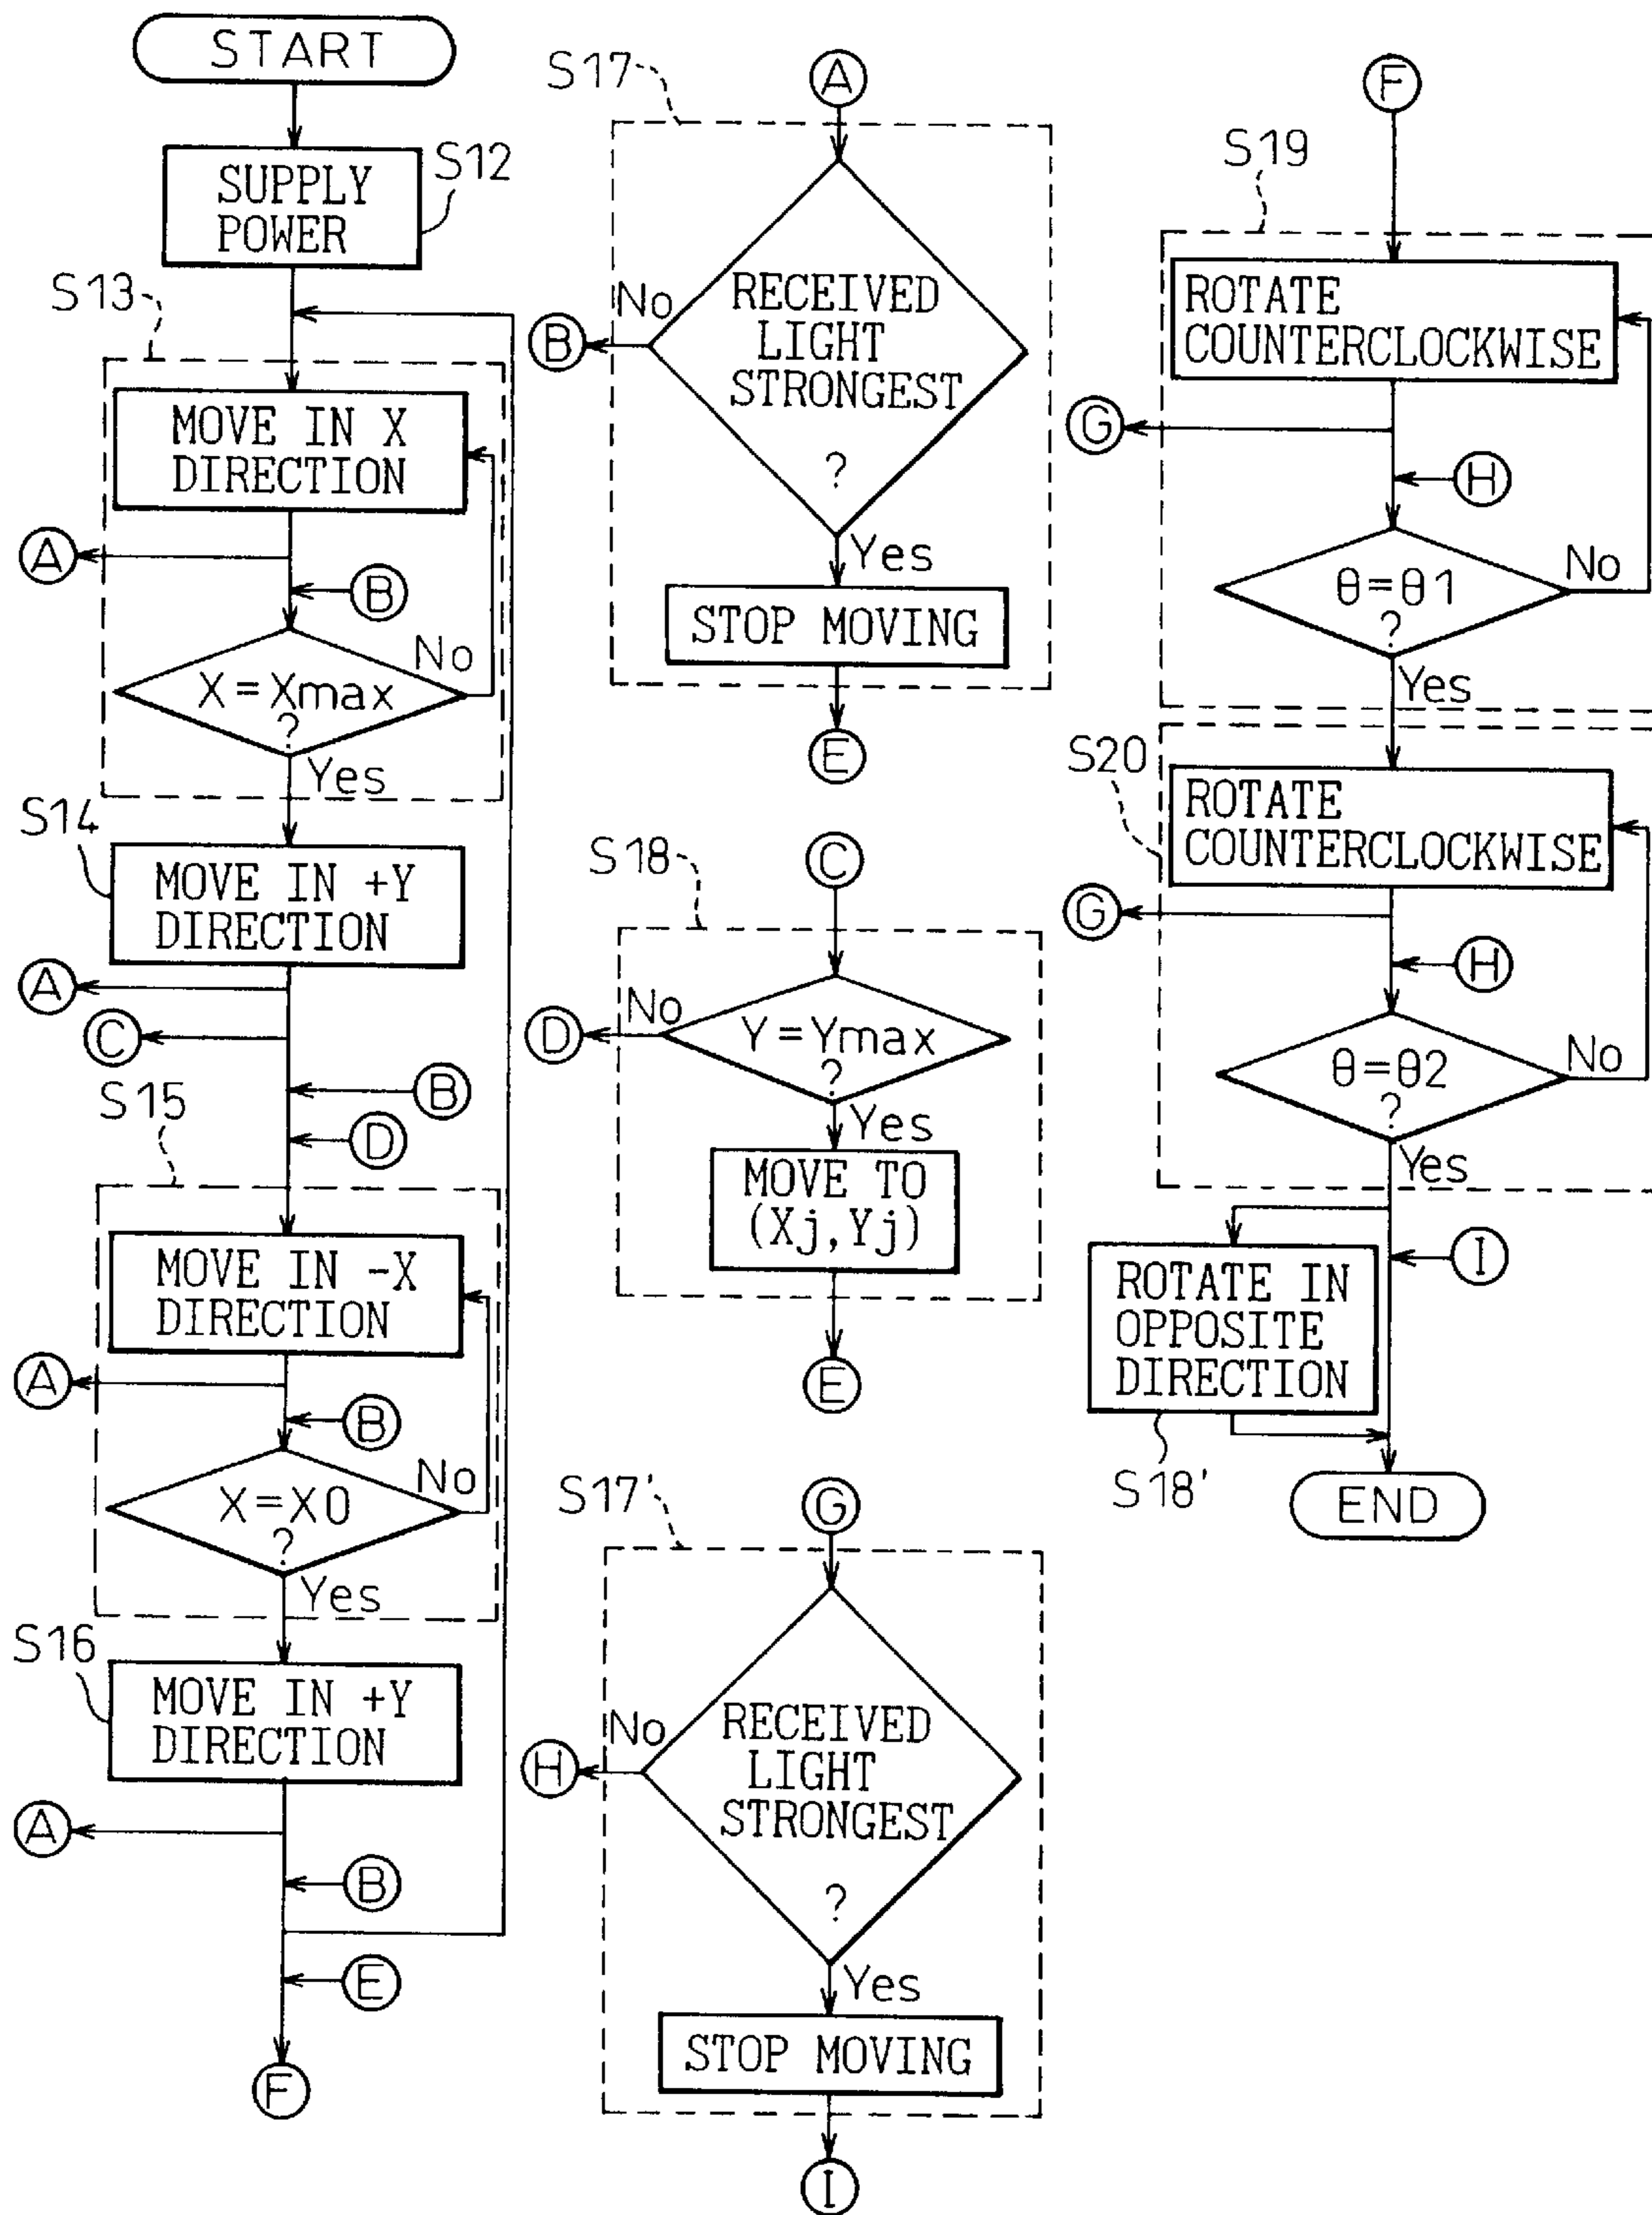 START
SUPPLY
POWER
S12
S13
MOVE IN X
DIRECTION
A
B
X=Xmax
?
No
Yes
S14
MOVE IN +Y
DIRECTION
A
C
B
D
S15
MOVE IN -X
DIRECTION
A
B
X=X0
?
No
Yes
S16
MOVE IN +Y
DIRECTION
A
B
E
F
S17
A
RECEIVED
LIGHT
STRONGEST
?
No
B
Yes
STOP MOVING
E
S18
C
Y=Ymax
?
No
D
Yes
MOVE TO
(Xj,Yj)
E
S17'
G
RECEIVED
LIGHT
STRONGEST
?
No
H
Yes
STOP MOVING
I
F
S19
ROTATE
COUNTERCLOCKWISE
G
H
θ=θ1
?
No
Yes
S20
ROTATE
COUNTERCLOCKWISE
G
H
θ=θ2
?
No
Yes
I
ROTATE IN
OPPOSITE
DIRECTION
S18'
END